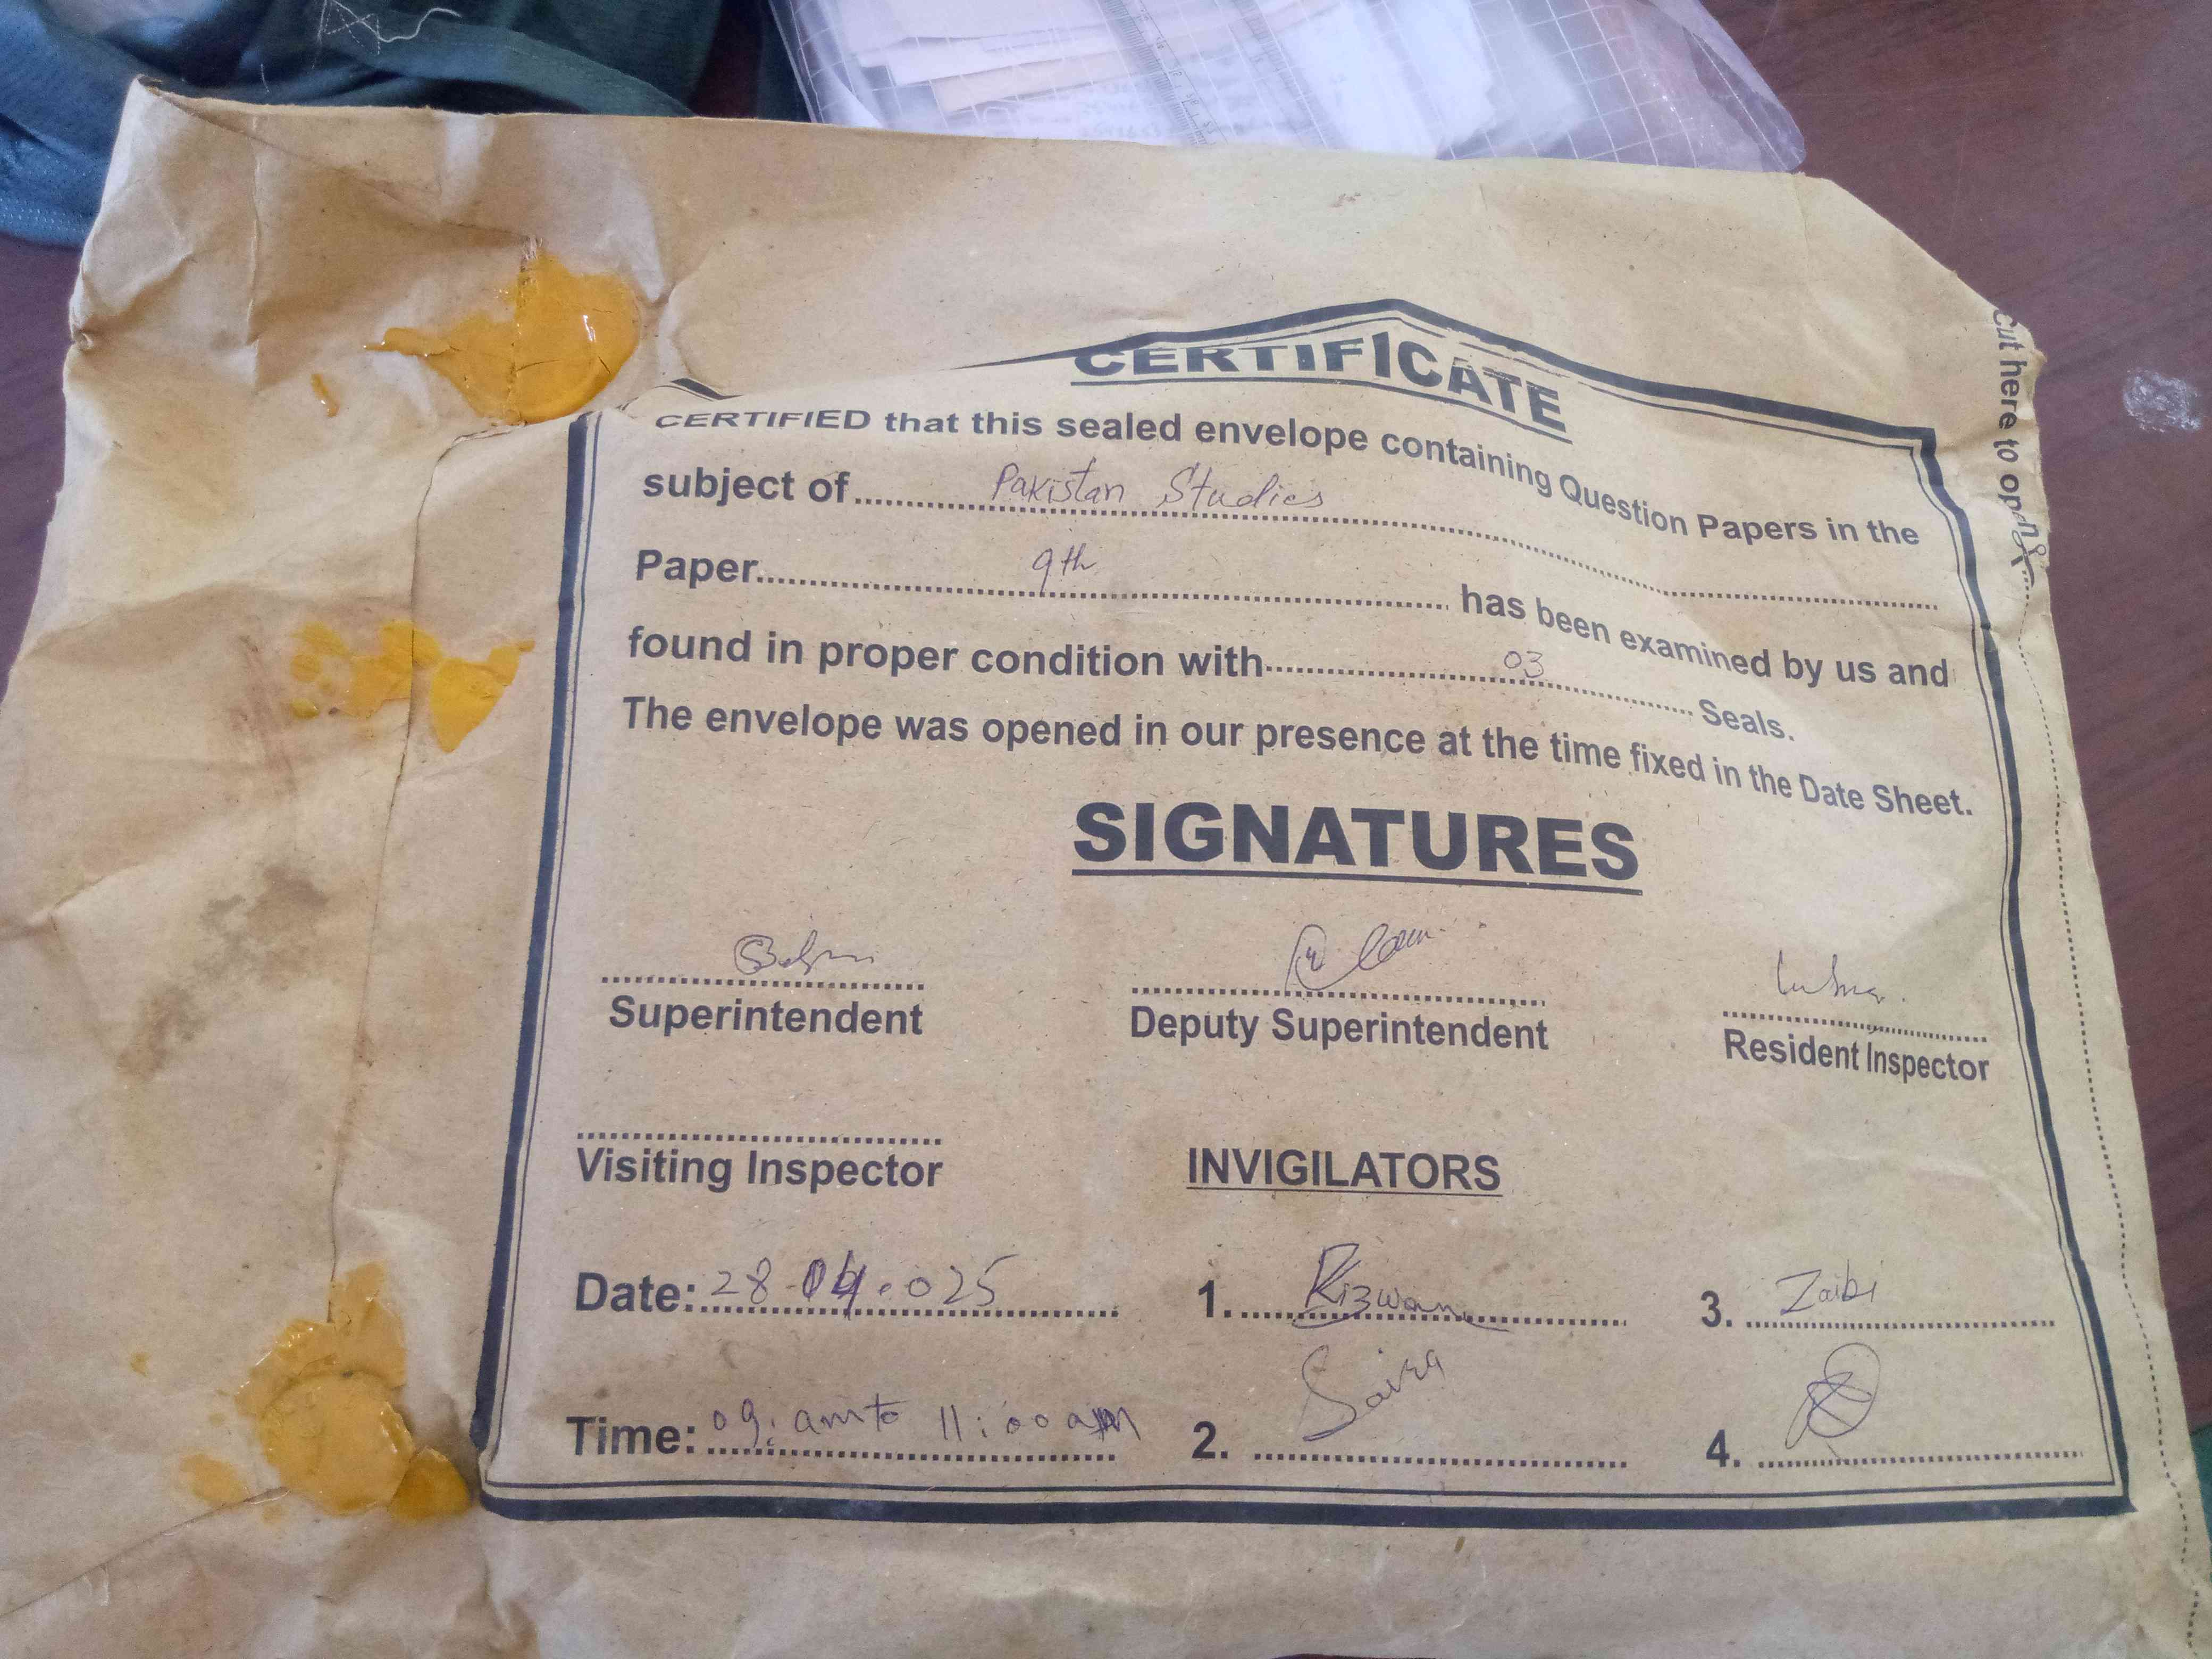 CERTIFICATE
CERTIFIED that this sealed envelope containing Question Papers in the
subject of Pakistan Studies
Paper 9th has been examined by us and
found in proper condition with 03 Seals.
The envelope was opened in our presence at the time fixed in the Date Sheet.
SIGNATURES
Superintendent Deputy Superintendent Resident Inspector
Visiting Inspector INVIGILATORS
Date: 28-04.025 1. Rizwan 3. Zaibi
Time: 09: am to 11:00 am 2. Saira 4.
Cut here to open